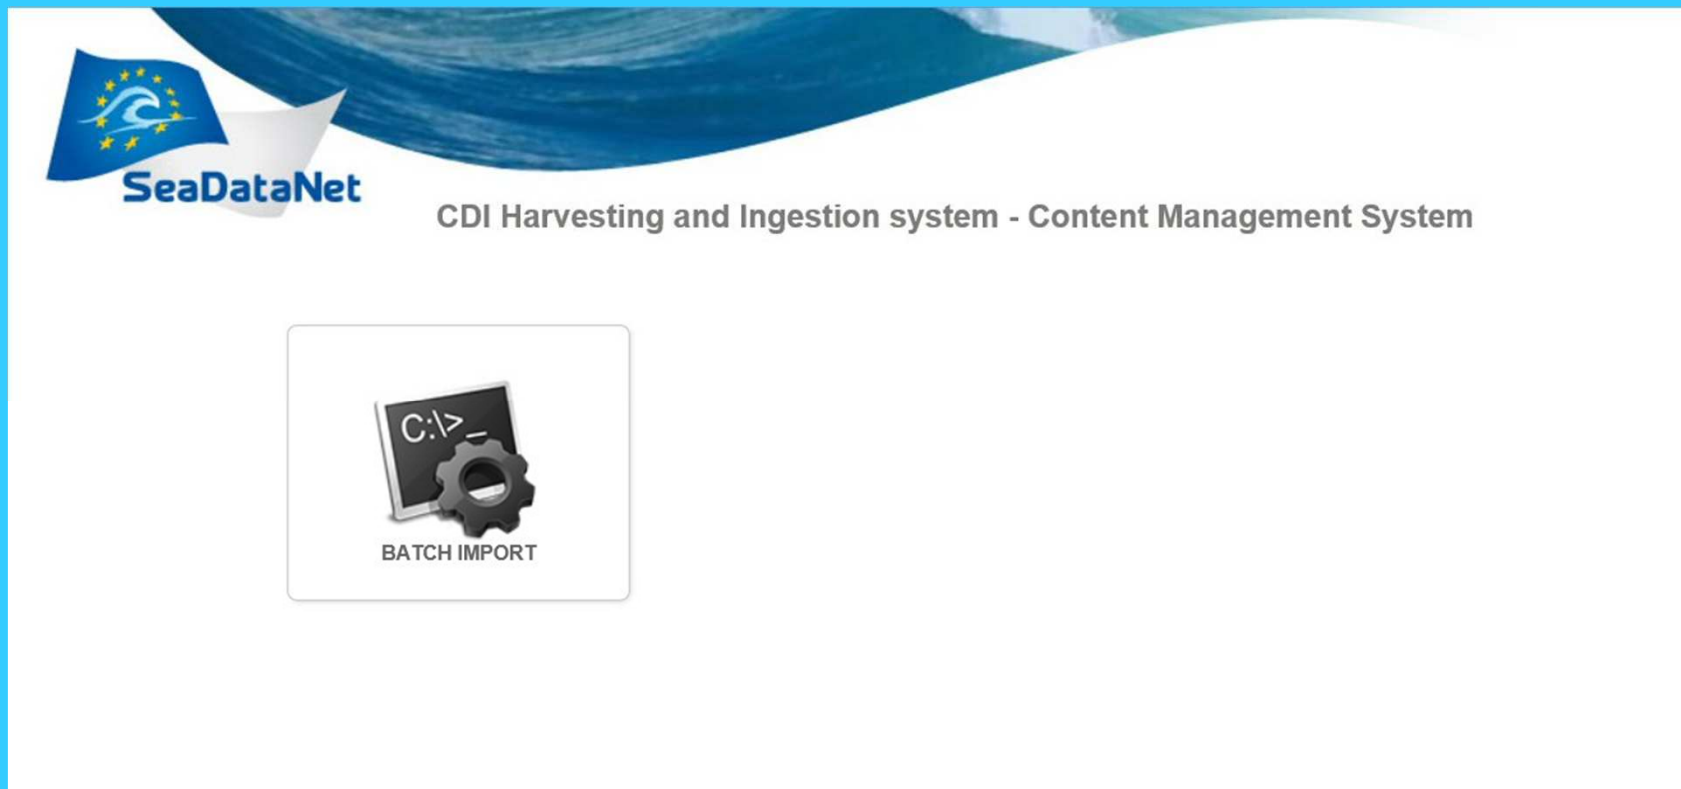 SeaDataNet
CDI Harvesting and Ingestion system - Content Management System
C:\>_
BATCH IMPORT